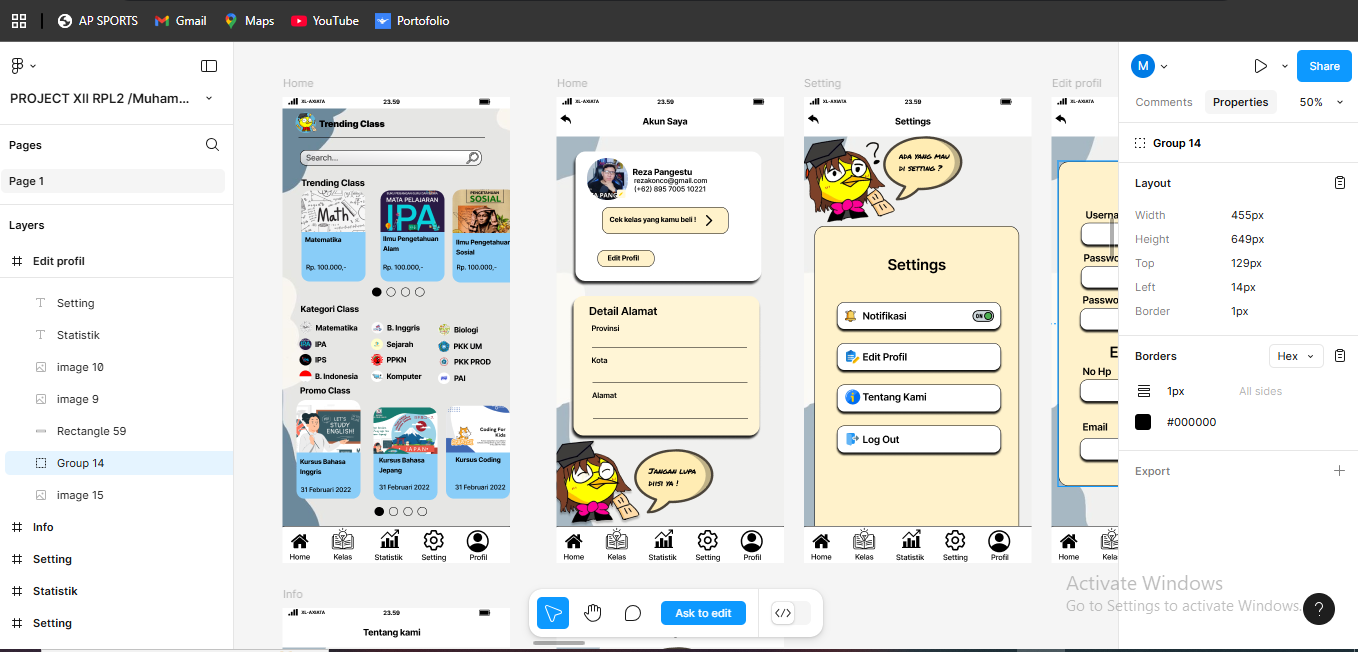 AP SPORTS
Gmail
Maps
YouTube
Portofolio
PROJECT XII RPL2 /Muham...
Pages
Page 1
Layers
Edit profil
Setting
Statistik
image 10
image 9
Rectangle 59
Group 14
image 15
Info
Setting
Statistik
Setting
Home
XL-AXIATA
23.59
Trending Class
Search...
Trending Class
Math
MATA PELAJARAN
IPA
PENGETAHUAN
SOSIAL
Matematika
Ilmu Pengetahuan
Alam
Ilmu Pengetahuan
Sosial
Rp. 100.000,-
Rp. 100.000,-
Rp. 100.000,-
Kategori Class
Matematika
B. Inggris
Biologi
IPA
Sejarah
PKK UM
IPS
PPKN
PKK PROD
B. Indonesia
Komputer
PAI
Promo Class
LET'S
STUDY
ENGLISH!
JAPAN
Coding For
Kids
Kursus Bahasa
Inggris
Kursus Bahasa
Jepang
Kursus Coding
31 Februari 2022
31 Februari 2022
31 Februari 2022
Home
Kelas
Statistik
Setting
Profil
Home
XL-AXIATA
23.59
Akun Saya
Reza Pangestu
rezakonco@gmail.com
(+62) 895 7005 10221
Cek kelas yang kamu beli !
Edit Profil
Detail Alamat
Provinsi
Kota
Alamat
JANGAN LUPA
DIISI YA !
Home
Kelas
Statistik
Setting
Profil
Setting
XL-AXIATA
23.59
Settings
?
ADA YANG MAU
DI SETTING ?
Settings
Notifikasi
ON
Edit Profil
Tentang Kami
Log Out
Home
Kelas
Statistik
Setting
Profil
Edit profil
XL-AXIATA
Userna
Passwo
Passwo
E
No Hp
Email
Home
Kelas
Info
XL-AXIATA
23.59
Tentang kami
Ask to edit
M
Share
Comments
Properties
50%
Group 14
Layout
Width
455px
Height
649px
Top
129px
Left
14px
Border
1px
Borders
Hex
1px
All sides
#000000
Export
Activate Windows
Go to Settings to activate Windows.
?